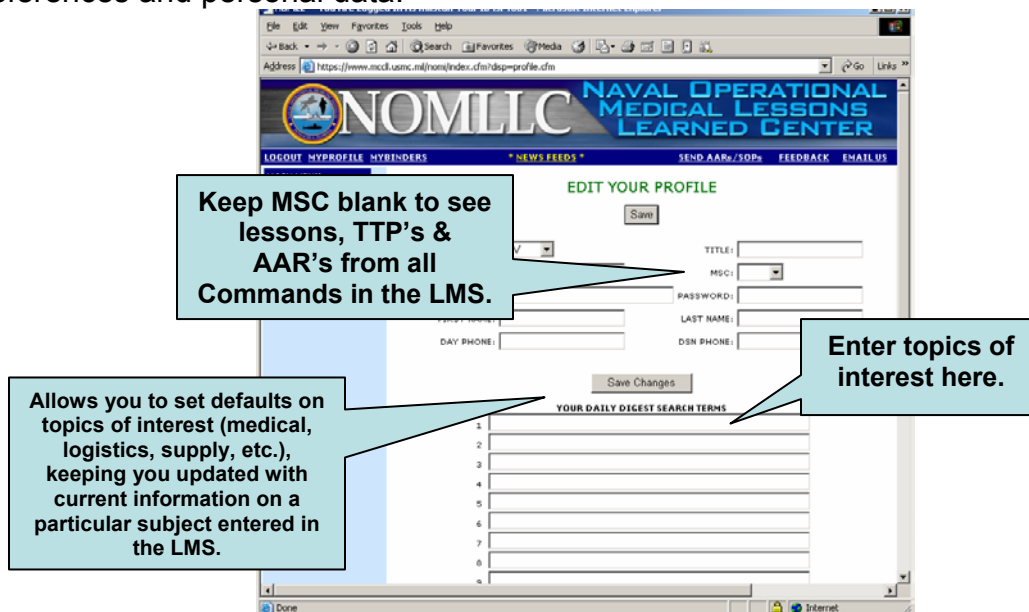 eferences and personal data.
File Edit View Favorites Tools Help
Back Search Favorites Media
Address https://www.mccll.usmc.mil/nomi/index.cfm?disp=profile.cfm Go Links »
NOMLLC
NAVAL OPERATIONAL
MEDICAL LESSONS
LEARNED CENTER
LOGOUT MYPROFILE MYBINDERS * NEWS FEEDS * SEND AARs/SOPs FEEDBACK EMAIL US
EDIT YOUR PROFILE
Save
Keep MSC blank to see
lessons, TTP's &
AAR's from all
Commands in the LMS.
TITLE:
MSC:
PASSWORD:
FIRST NAME: LAST NAME:
DAY PHONE: DSN PHONE:
Enter topics of
interest here.
Save Changes
Allows you to set defaults on
topics of interest (medical,
logistics, supply, etc.),
keeping you updated with
current information on a
particular subject entered in
the LMS.
YOUR DAILY DIGEST SEARCH TERMS
1
2
3
4
5
6
7
8
9
Done Internet